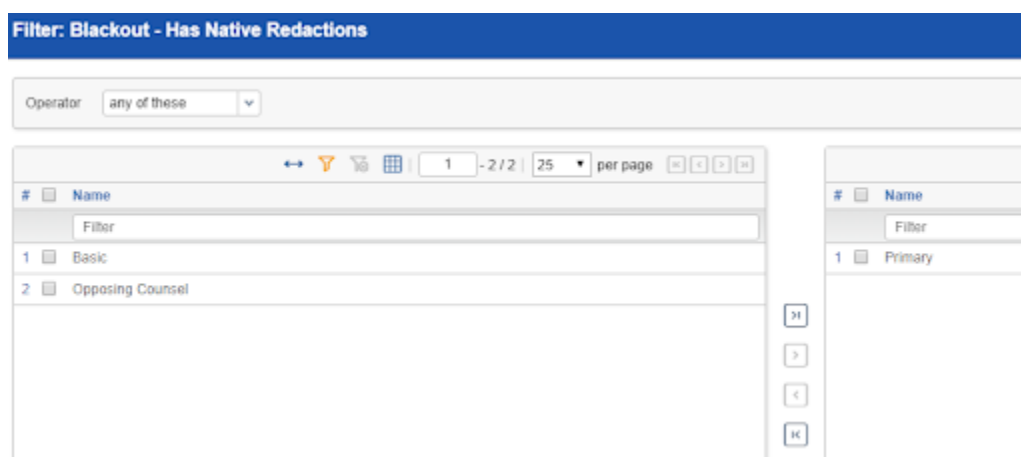 Filter: Blackout - Has Native Redactions
Operator any of these
1 - 2 / 2 25 per page
# Name
Filter
1 Basic
2 Opposing Counsel
# Name
Filter
1 Primary